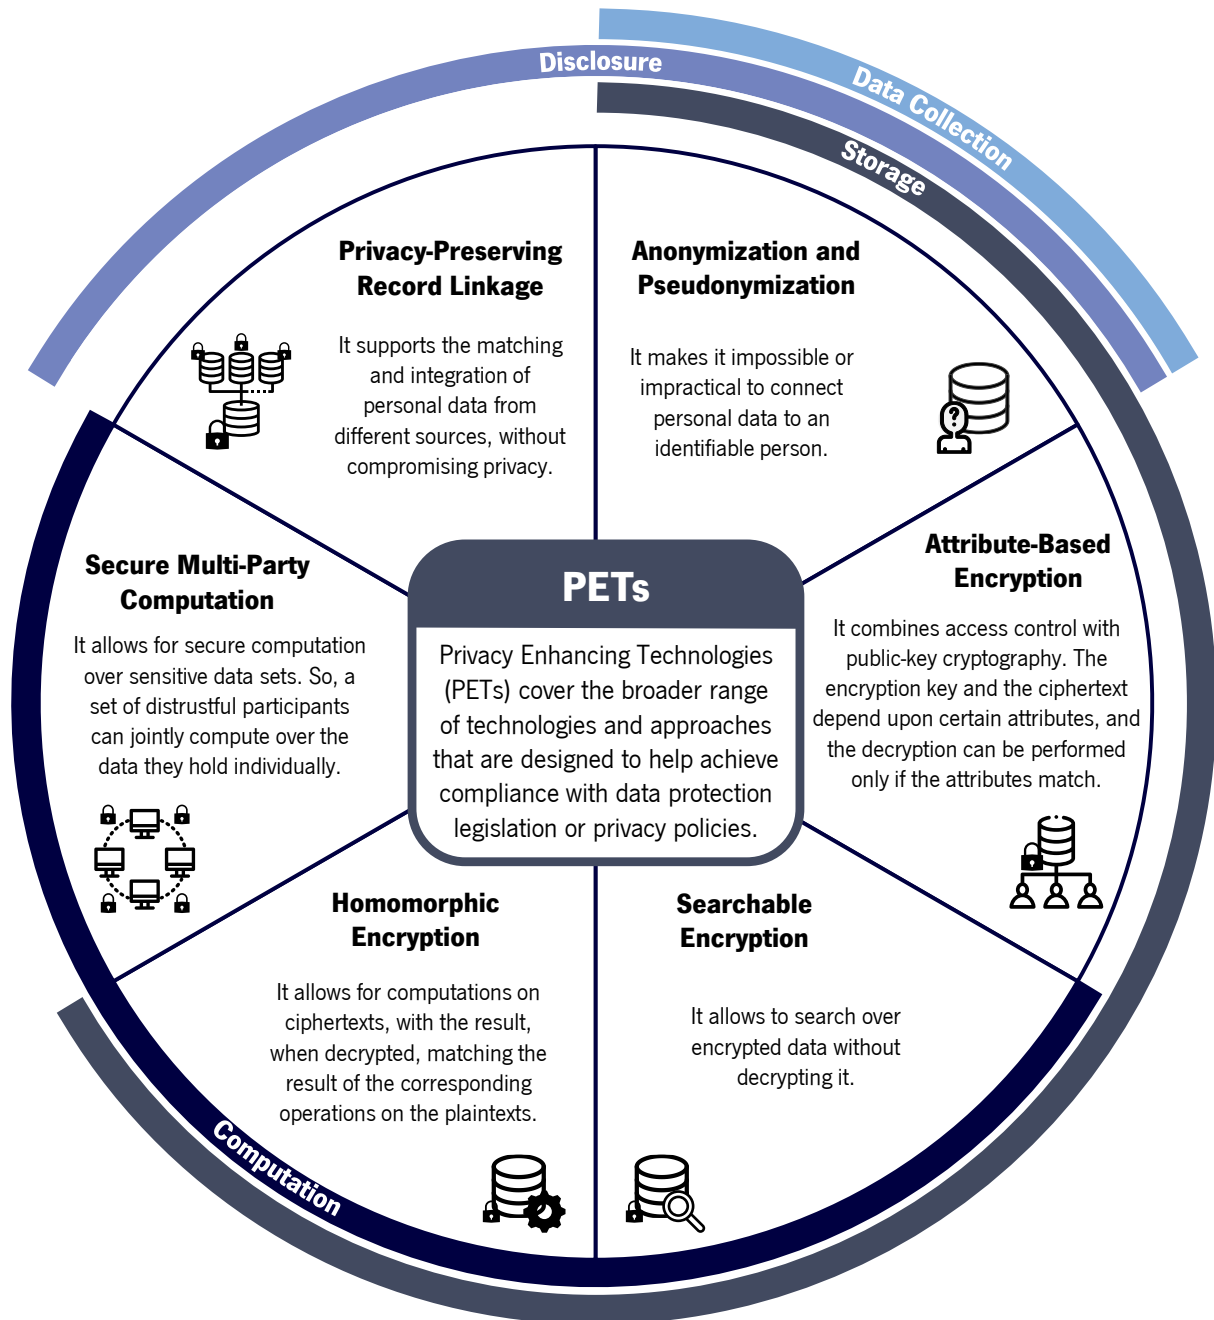 Disclosure
Data Collection
Storage
Privacy-Preserving
Record Linkage
It supports the matching
and integration of
personal data from
different sources, without
compromising privacy.
Anonymization and
Pseudonymization
It makes it impossible or
impractical to connect
personal data to an
identifiable person.
?
Secure Multi-Party
Computation
It allows for secure computation
over sensitive data sets. So, a
set of distrustful participants
can jointly compute over the
data they hold individually.
PETs
Privacy Enhancing Technologies
(PETs) cover the broader range
of technologies and approaches
that are designed to help achieve
compliance with data protection
legislation or privacy policies.
Attribute-Based
Encryption
It combines access control with
public-key cryptography. The
encryption key and the ciphertext
depend upon certain attributes, and
the decryption can be performed
only if the attributes match.
Homomorphic
Encryption
It allows for computations on
ciphertexts, with the result,
when decrypted, matching the
result of the corresponding
operations on the plaintexts.
Searchable
Encryption
It allows to search over
encrypted data without
decrypting it.
Computation